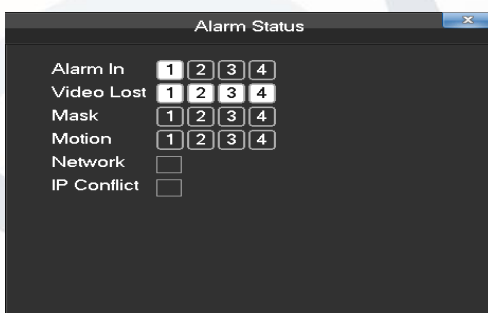 Alarm Status
Alarm In 1 2 3 4
Video Lost 1 2 3 4
Mask 1 2 3 4
Motion 1 2 3 4
Network
IP Conflict